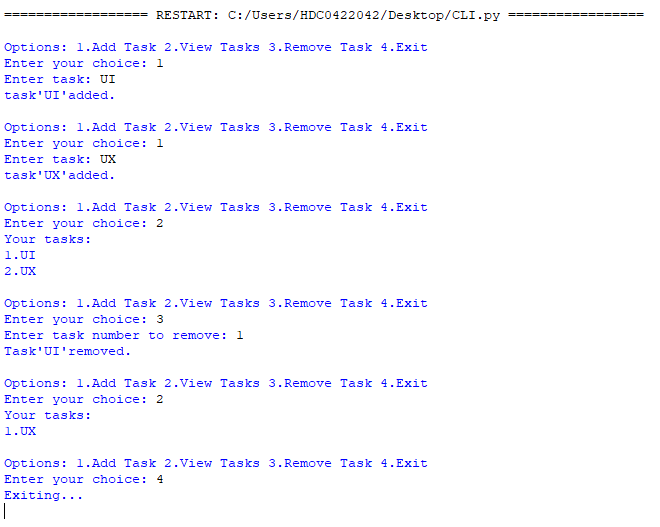 ================== RESTART: C:/Users/HDC0422042/Desktop/CLI.py =================
Options: 1.Add Task 2.View Tasks 3.Remove Task 4.Exit
Enter your choice: 1
Enter task: UI
task'UI'added.
Options: 1.Add Task 2.View Tasks 3.Remove Task 4.Exit
Enter your choice: 1
Enter task: UX
task'UX'added.
Options: 1.Add Task 2.View Tasks 3.Remove Task 4.Exit
Enter your choice: 2
Your tasks:
1.UI
2.UX
Options: 1.Add Task 2.View Tasks 3.Remove Task 4.Exit
Enter your choice: 3
Enter task number to remove: 1
Task'UI'removed.
Options: 1.Add Task 2.View Tasks 3.Remove Task 4.Exit
Enter your choice: 2
Your tasks:
1.UX
Options: 1.Add Task 2.View Tasks 3.Remove Task 4.Exit
Enter your choice: 4
Exiting...